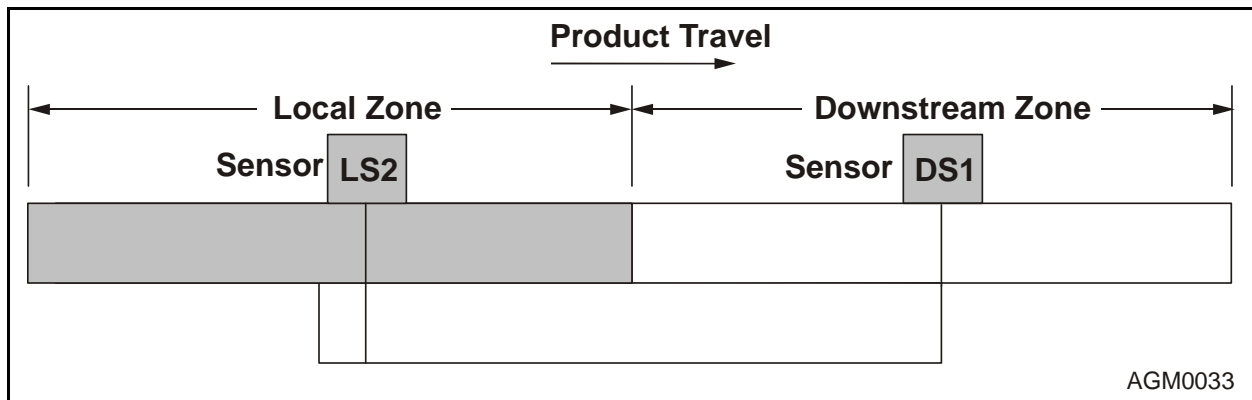 Product Travel
Local Zone
Downstream Zone
Sensor LS2
Sensor DS1
AGM0033